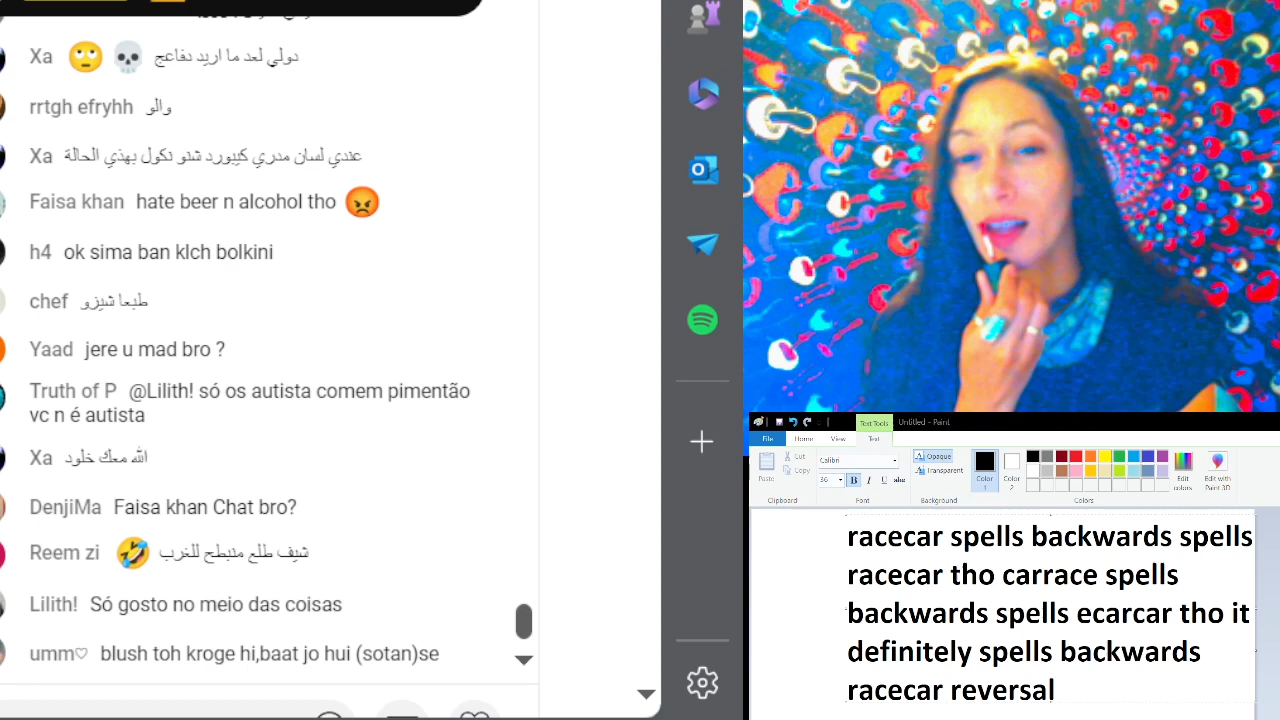 Xa 🙄 💀 دولي لعد ما اريد دفاعج
rrtgh efryhh والو
Xa عندي لسان مدري كيبورد شنو نكول بهذي الحالة
Faisa khan hate beer n alcohol tho 😡
h4 ok sima ban klch bolkini
chef طبعا شيزو
Yaad jere u mad bro ?
Truth of P @Lilith! só os autista comem pimentão
vc n é autista
Xa الله معك خلود
DenjiMa Faisa khan Chat bro?
Reem zi 🤣 شيف طلع منبطح للغرب
Lilith! Só gosto no meio das coisas
umm♡ blush toh kroge hi,baat jo hui (sotan)se
Text Tools Untitled - Paint
File Home View Text
Paste Cut Copy
Clipboard
Calibri
36 B I U abc
Font
Opaque
Transparent
Background
Color 1 Color 2
Edit colors
Edit with Paint 3D
Colors
racecar spells backwards spells
racecar tho carrace spells
backwards spells ecarcar tho it
definitely spells backwards
racecar reversal